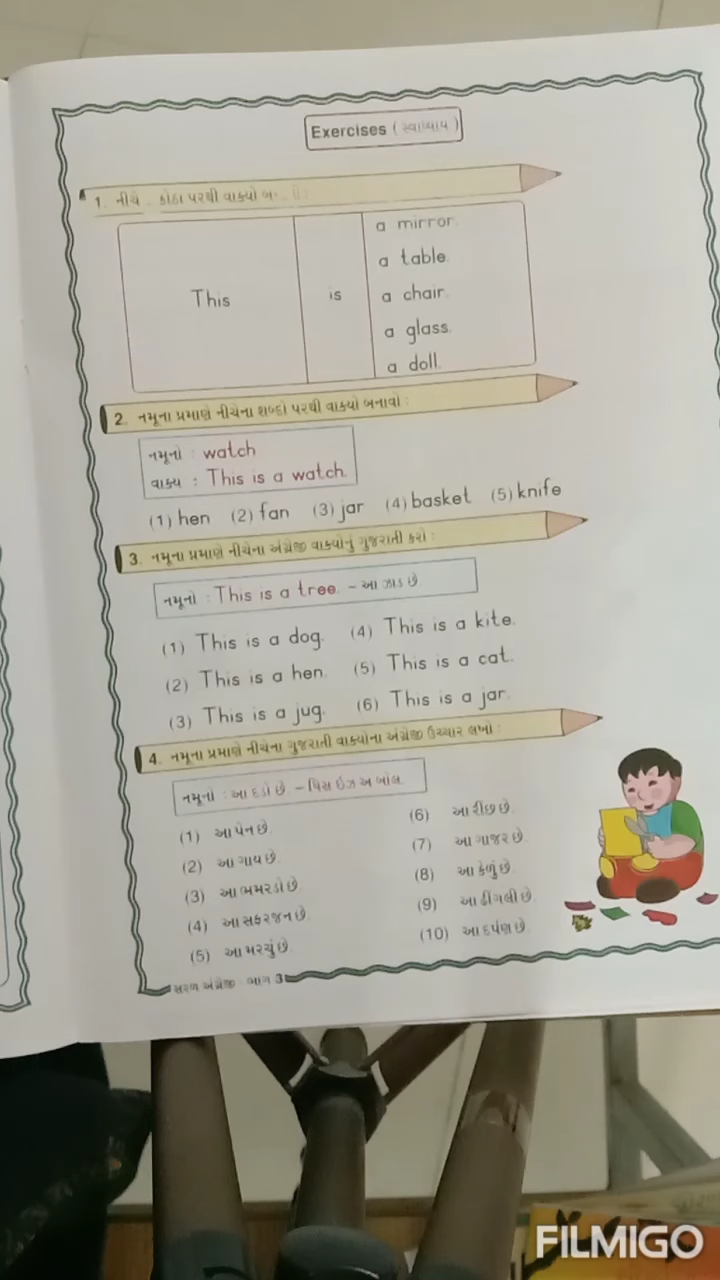 Exercises ( સ્વાધ્યાય )
1. નીચે કોઠા પરથી વાક્યો
This is
a mirror.
a table.
a chair.
a glass.
a doll.
2. નમૂના પ્રમાણે નીચેના શબ્દો પરથી વાક્યો બનાવો :
નમૂનો : watch
વાક્ય : This is a watch.
(1) hen (2) fan (3) jar (4) basket (5) knife
3. નમૂના પ્રમાણે નીચેના અંગ્રેજી વાક્યોનું ગુજરાતી કરો :
નમૂનો : This is a tree. – આ ઝાડ છે.
(1) This is a dog. (4) This is a kite.
(2) This is a hen. (5) This is a cat.
(3) This is a jug. (6) This is a jar.
4. નમૂના પ્રમાણે નીચેના ગુજરાતી વાક્યોના અંગ્રેજી ઉચ્ચાર લખો :
નમૂનો : આ દડો છે. – ધિસ ઇઝ અ બૉલ.
(1) આ પેન છે.
(2) આ ગાય છે.
(3) આ ભમરડો છે.
(4) આ સફરજન છે.
(5) આ મરચું છે.
(6) આ રીંછ છે.
(7) આ ગાજર છે.
(8) આ કેળું છે.
(9) આ ઢીંગલી છે.
(10) આ દર્પણ છે.
સરળ અંગ્રેજી - ભાગ 3
FILMIGO